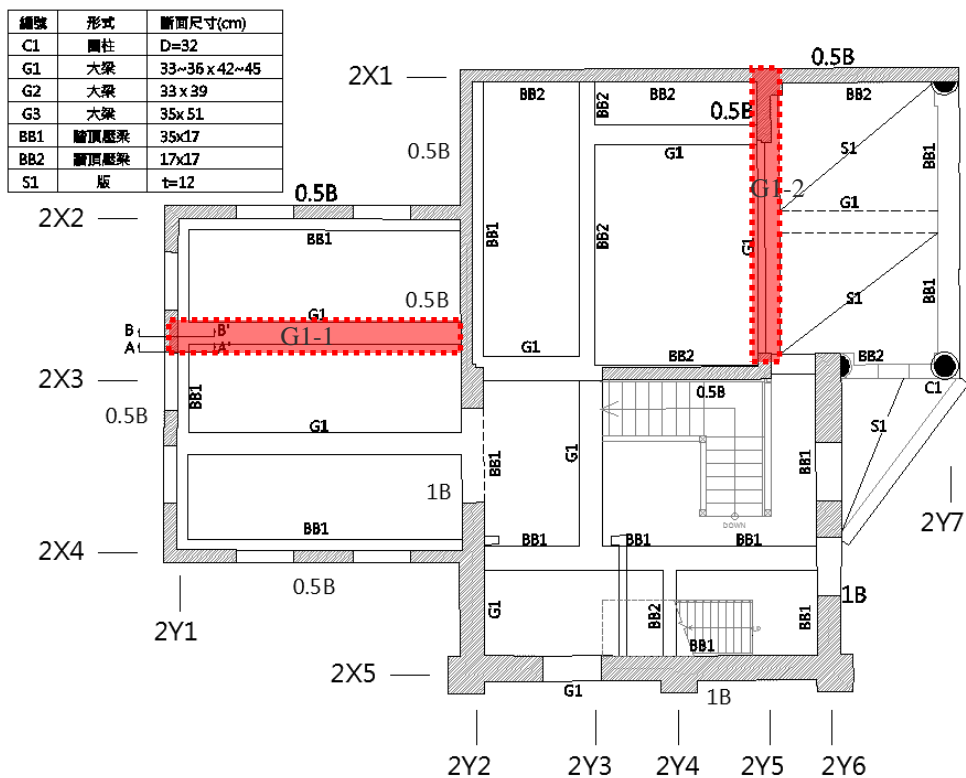 編號 形式 斷面尺寸(cm)
C1 圓柱 D=32
G1 大梁 33~36 x 42~45
G2 大梁 33 x 39
G3 大梁 35x 51
BB1 牆頂壓梁 35x17
BB2 牆頂壓梁 17x17
S1 版 t=12
0.5B
2X1
BB2 BB2 BB2 BB2
0.5B
S1
0.5B
G1
BB1
G1-2
0.5B
2X2
G1
BB1
BB1
BB2
G1
0.5B
S1
BB1
G1
B B'
G1-1
A A'
G1
BB2
BB2
2X3
C1
0.5B
BB1
0.5B
S1
G1
G1
BB1
BB1
1B
2Y7
DOWN
BB1
BB1
BB1
BB1
2X4
0.5B
1B
G1
BB2
BB1
UP
2Y1
BB1
2X5
G1
1B
2Y2 2Y3 2Y4 2Y5 2Y6